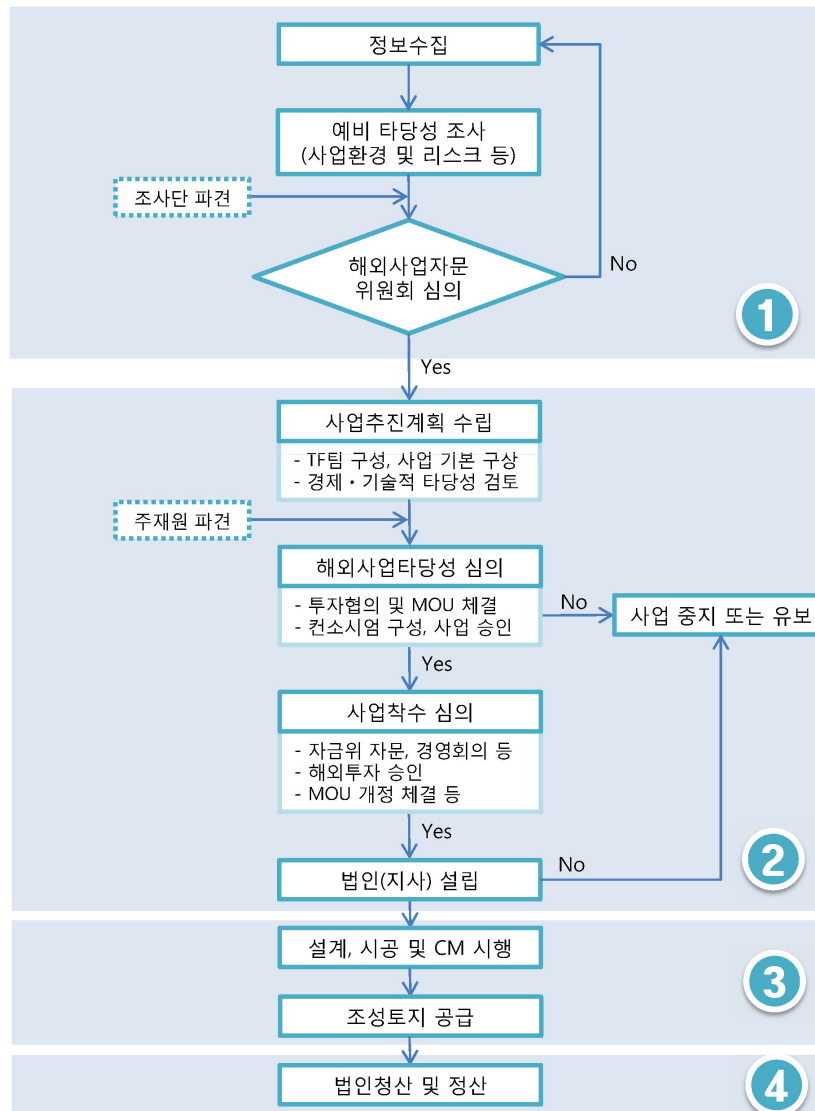 정보수집
예비 타당성 조사
(사업환경 및 리스크 등)
조사단 파견
해외사업자문
위원회 심의
No
1
Yes
사업추진계획 수립
- TF팀 구성, 사업 기본 구상
- 경제・기술적 타당성 검토
주재원 파견
해외사업타당성 심의
- 투자협의 및 MOU 체결
- 컨소시엄 구성, 사업 승인
No
사업 중지 또는 유보
Yes
사업착수 심의
- 자금위 자문, 경영회의 등
- 해외투자 승인
- MOU 개정 체결 등
Yes
법인(지사) 설립
No
2
설계, 시공 및 CM 시행
조성토지 공급
3
법인청산 및 정산
4